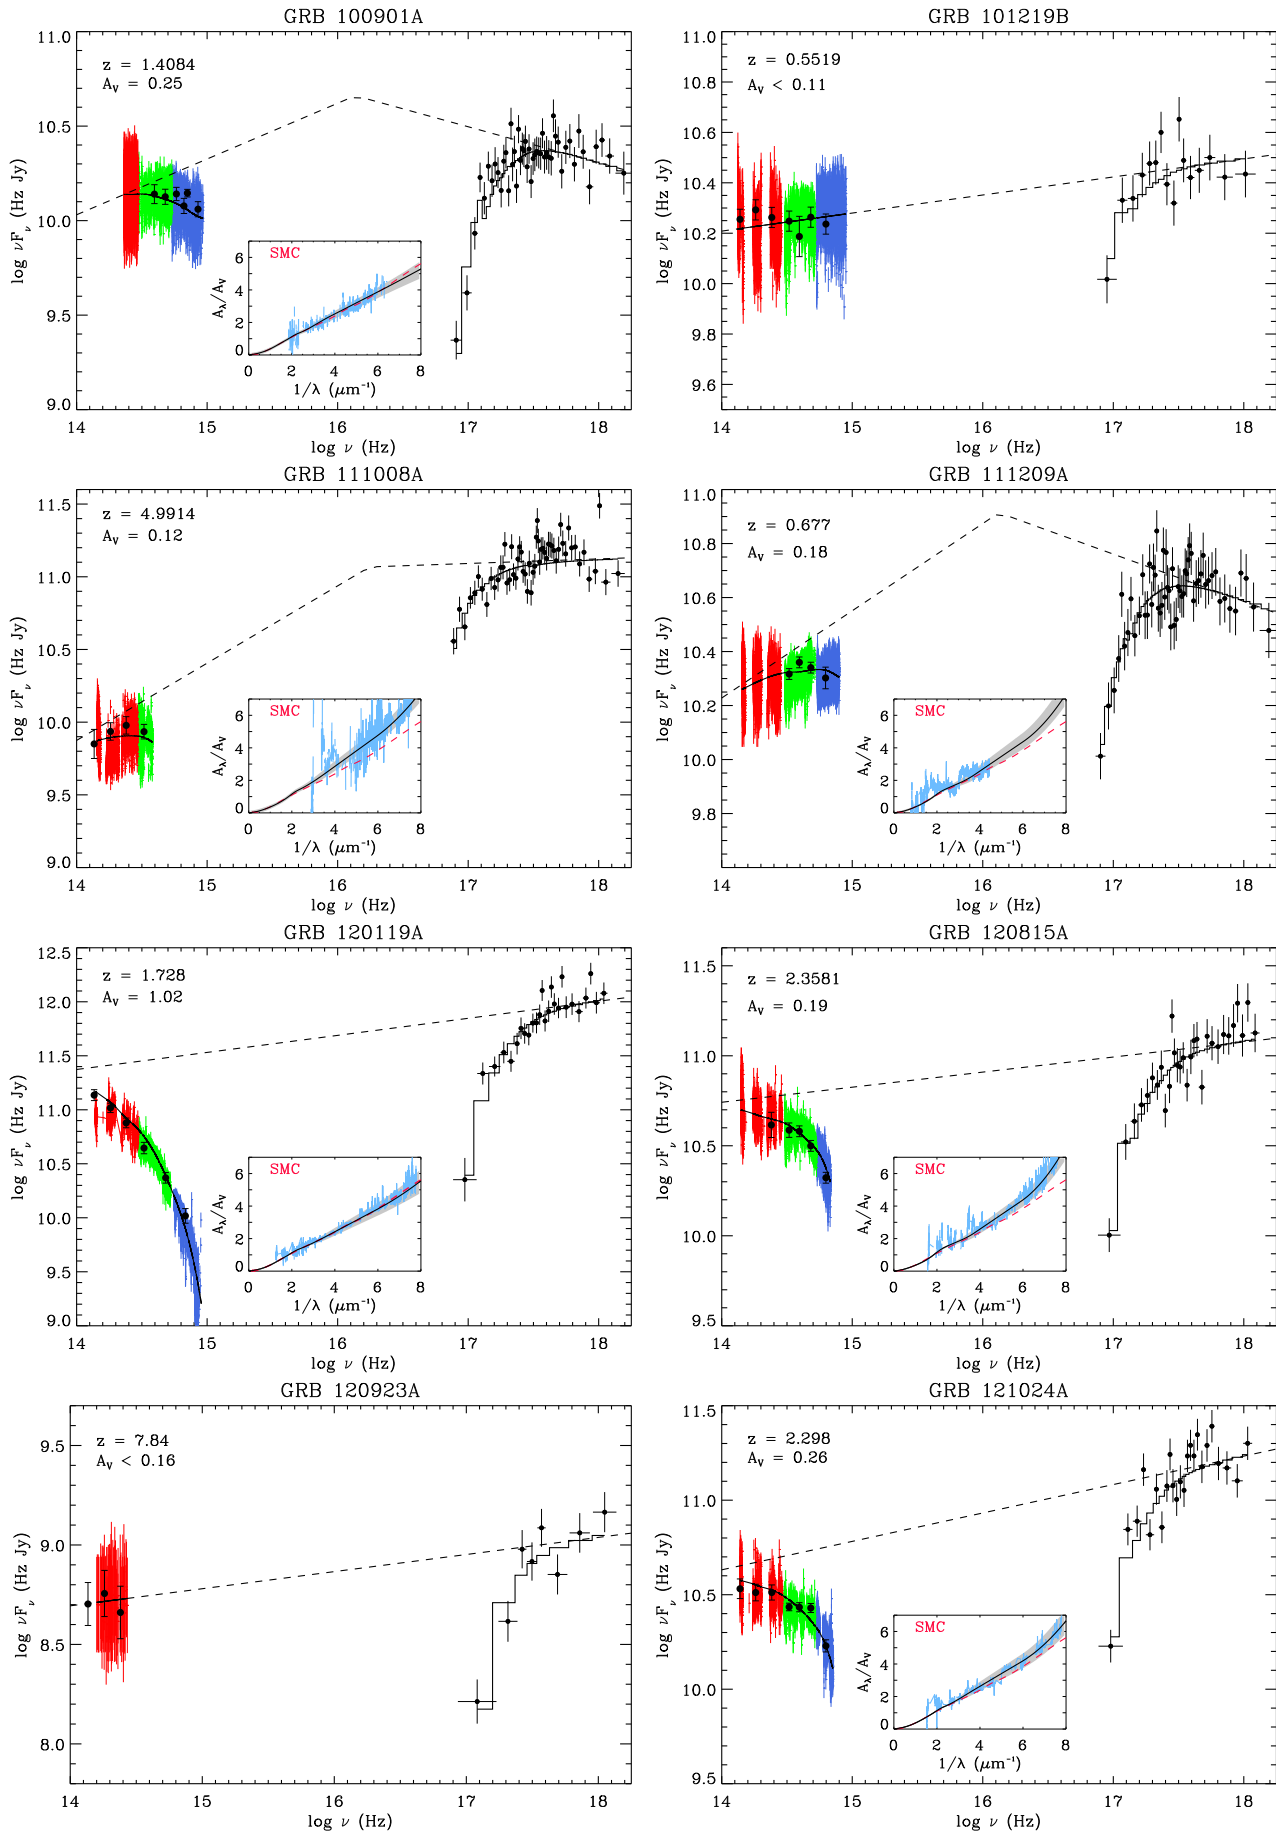 GRB 100901A
z = 1.4084
A_V = 0.25
log νF_ν (Hz Jy)
11.0
10.5
10.0
9.5
9.0
SMC
A_λ/A_V
6
4
2
0
0 2 4 6 8
1/λ (μm⁻¹)
14 15 16 17 18
log ν (Hz)
GRB 101219B
z = 0.5519
A_V < 0.11
log νF_ν (Hz Jy)
11.0
10.8
10.6
10.4
10.2
10.0
9.8
9.6
14 15 16 17 18
log ν (Hz)
GRB 111008A
z = 4.9914
A_V = 0.12
log νF_ν (Hz Jy)
11.5
11.0
10.5
10.0
9.5
9.0
SMC
A_λ/A_V
6
4
2
0
0 2 4 6 8
1/λ (μm⁻¹)
14 15 16 17 18
log ν (Hz)
GRB 111209A
z = 0.677
A_V = 0.18
log νF_ν (Hz Jy)
11.0
10.8
10.6
10.4
10.2
10.0
9.8
SMC
A_λ/A_V
6
4
2
0
0 2 4 6 8
1/λ (μm⁻¹)
14 15 16 17 18
log ν (Hz)
GRB 120119A
z = 1.728
A_V = 1.02
log νF_ν (Hz Jy)
12.5
12.0
11.5
11.0
10.5
10.0
9.5
9.0
SMC
A_λ/A_V
6
4
2
0
0 2 4 6 8
1/λ (μm⁻¹)
14 15 16 17 18
log ν (Hz)
GRB 120815A
z = 2.3581
A_V = 0.19
log νF_ν (Hz Jy)
11.5
11.0
10.5
10.0
9.5
SMC
A_λ/A_V
6
4
2
0
0 2 4 6 8
1/λ (μm⁻¹)
14 15 16 17 18
log ν (Hz)
GRB 120923A
z = 7.84
A_V < 0.16
log νF_ν (Hz Jy)
9.5
9.0
8.5
8.0
14 15 16 17 18
log ν (Hz)
GRB 121024A
z = 2.298
A_V = 0.26
log νF_ν (Hz Jy)
11.5
11.0
10.5
10.0
9.5
SMC
A_λ/A_V
6
4
2
0
0 2 4 6 8
1/λ (μm⁻¹)
14 15 16 17 18
log ν (Hz)